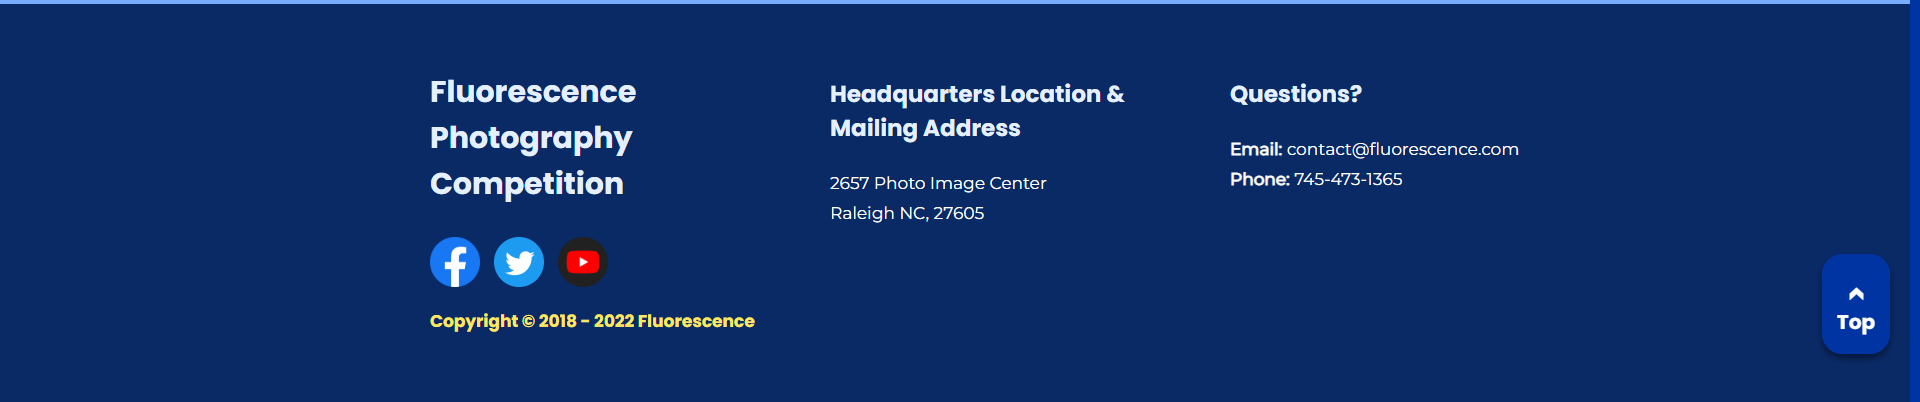 Fluorescence
Photography
Competition
Copyright © 2018 - 2022 Fluorescence
Headquarters Location &
Mailing Address
2657 Photo Image Center
Raleigh NC, 27605
Questions?
Email: contact@fluorescence.com
Phone: 745-473-1365
Top